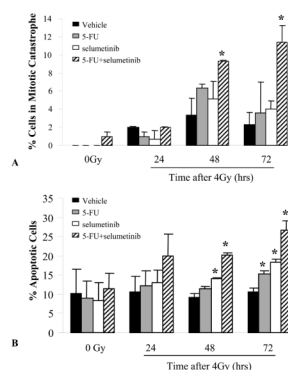 14
12
10
8
6
4
2
0
% Cells in Mitotic Catastrophe
Vehicle
5-FU
selumetinib
5-FU+selumetinib
*
*
0Gy
24
48
72
Time after 4Gy (hrs)
A
35
30
25
20
15
10
5
0
% Apoptotic Cells
Vehicle
5-FU
selumetinib
5-FU+selumetinib
*
*
*
*
*
0 Gy
24
48
72
Time after 4Gy (hrs)
B